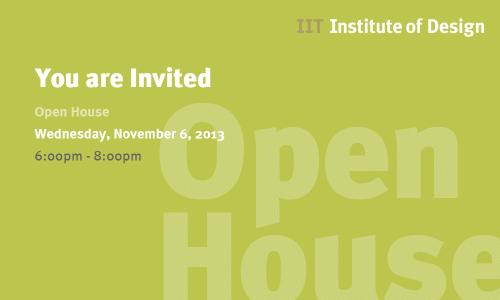 IIT Institute of Design
You are Invited
Open House
Wednesday, November 6, 2013
6:00pm - 8:00pm
Open
House